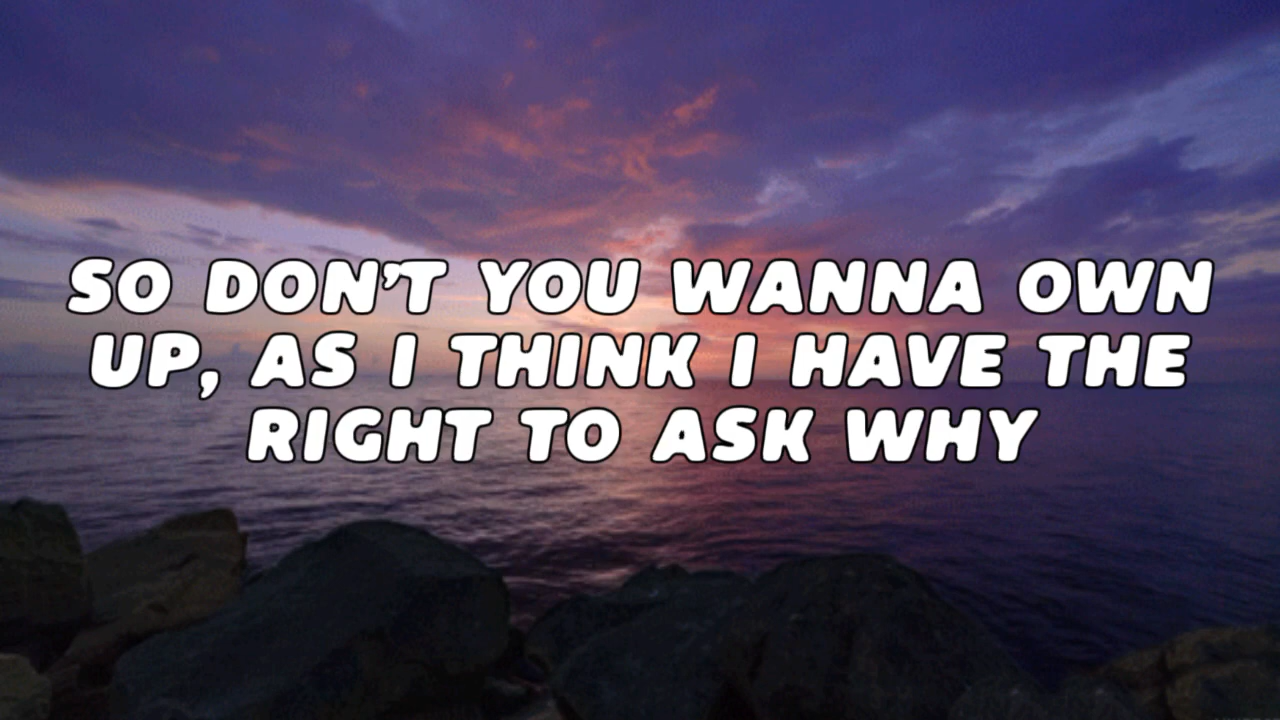 SO DON'T YOU WANNA OWN
UP, AS I THINK I HAVE THE
RIGHT TO ASK WHY